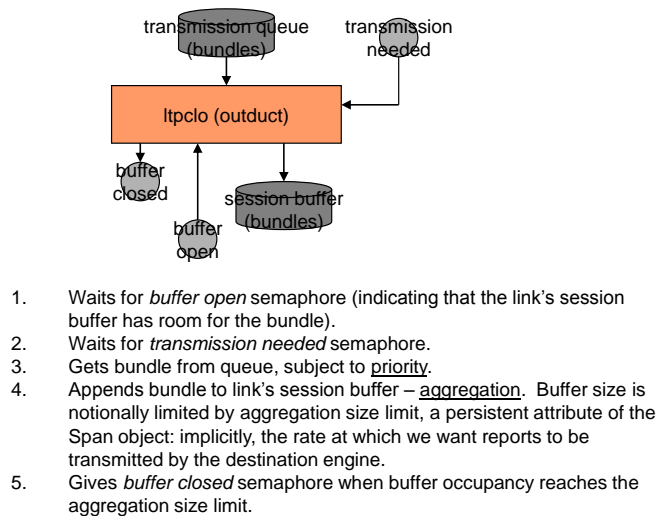 transmission queue
(bundles)
transmission
needed
ltpclo (outduct)
buffer
closed
session buffer
(bundles)
buffer
open
1. Waits for buffer open semaphore (indicating that the link's session
buffer has room for the bundle).
2. Waits for transmission needed semaphore.
3. Gets bundle from queue, subject to priority.
4. Appends bundle to link's session buffer – aggregation. Buffer size is
notionally limited by aggregation size limit, a persistent attribute of the
Span object: implicitly, the rate at which we want reports to be
transmitted by the destination engine.
5. Gives buffer closed semaphore when buffer occupancy reaches the
aggregation size limit.